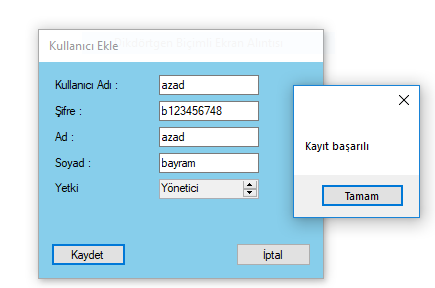 Kullanıcı Ekle
Kullanıcı Adı : azad
Şifre : b123456748
Ad : azad
Soyad : bayram
Yetki Yönetici
Kaydet İptal
Kayıt başarılı
Tamam